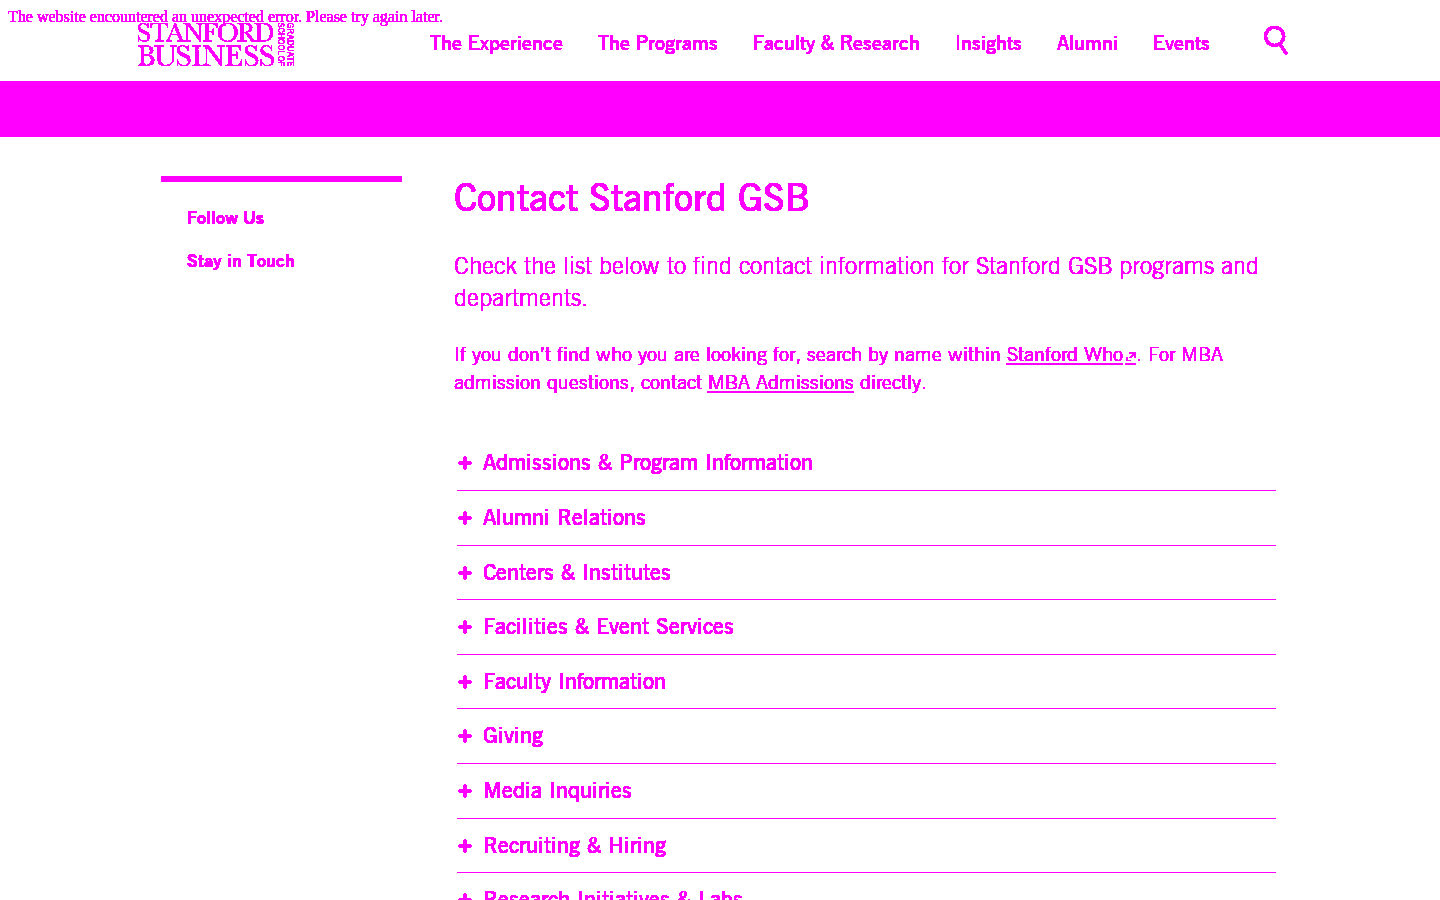 The website encountered an unexpected error. Please try again later.
STANFORD
BUSINESS
GRADUATE
SCHOOL OF
The Experience
The Programs
Faculty & Research
Insights
Alumni
Events
Follow Us
Stay in Touch
Contact Stanford GSB
Check the list below to find contact information for Stanford GSB programs and
departments.
If you don't find who you are looking for, search by name within Stanford Who. For MBA
admission questions, contact MBA Admissions directly.
+ Admissions & Program Information
+ Alumni Relations
+ Centers & Institutes
+ Facilities & Event Services
+ Faculty Information
+ Giving
+ Media Inquiries
+ Recruiting & Hiring
+ Research Initiatives & Labs